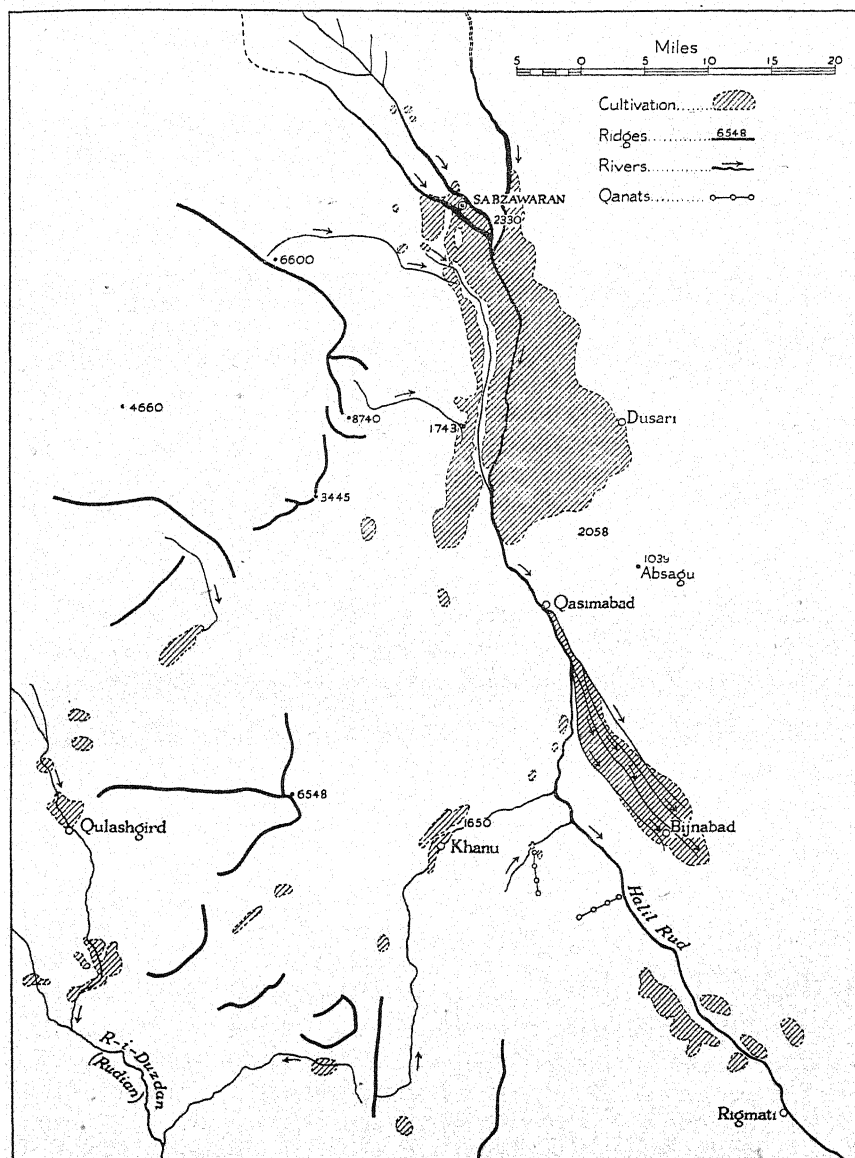 Miles
5 0 5 10 20
Cultivation........
Ridges............ 6548
Rivers............
Qanats...........
SABZAWARAN
2330
6600
4660
8740
1743
Dusari
3445
2058
1039
Absagu
Qasimabad
6548
Qulashgird
1650
Khanu
Bijnabad
Halil Rud
R-i-Duzdan
(Rudian)
Rigmati